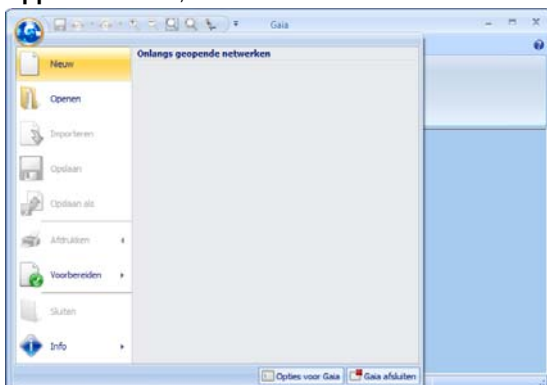 Gaia
Onlangs geopende netwerken
Nieuw
Openen
Importeren
Opslaan
Opslaan als
Afdrukken
Voorbereiden
Sluiten
Info
Opties voor Gaia
Gaia afsluiten